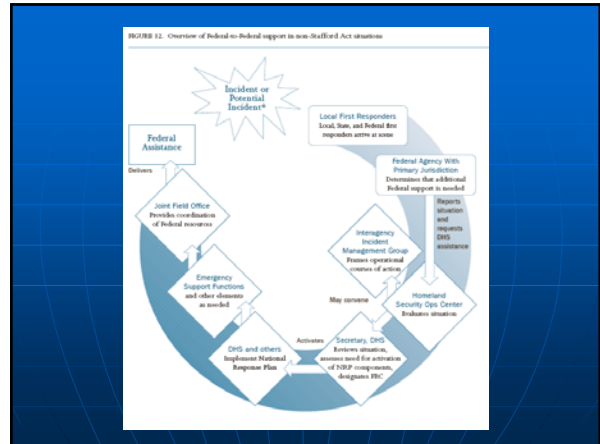 FIGURE 12. Overview of Federal-to-Federal support in non-Stafford Act situations
Incident or
Potential
Incident*
Local First Responders
Local, State, and Federal first
responders arrive at scene
Federal Agency With
Primary Jurisdiction
Determines that additional
Federal support is needed
Reports
situation
and
requests
DHS
assistance
Homeland
Security Ops Center
Evaluates situation
Interagency
Incident
Management Group
Frames operational
courses of action
May convene
Secretary, DHS
Reviews situation,
assesses need for activation
of NRP components,
designates FRC
Activates
DHS and others
Implement National
Response Plan
Emergency
Support Functions
and other elements
as needed
Joint Field Office
Provides coordination
of Federal resources
Delivers
Federal
Assistance